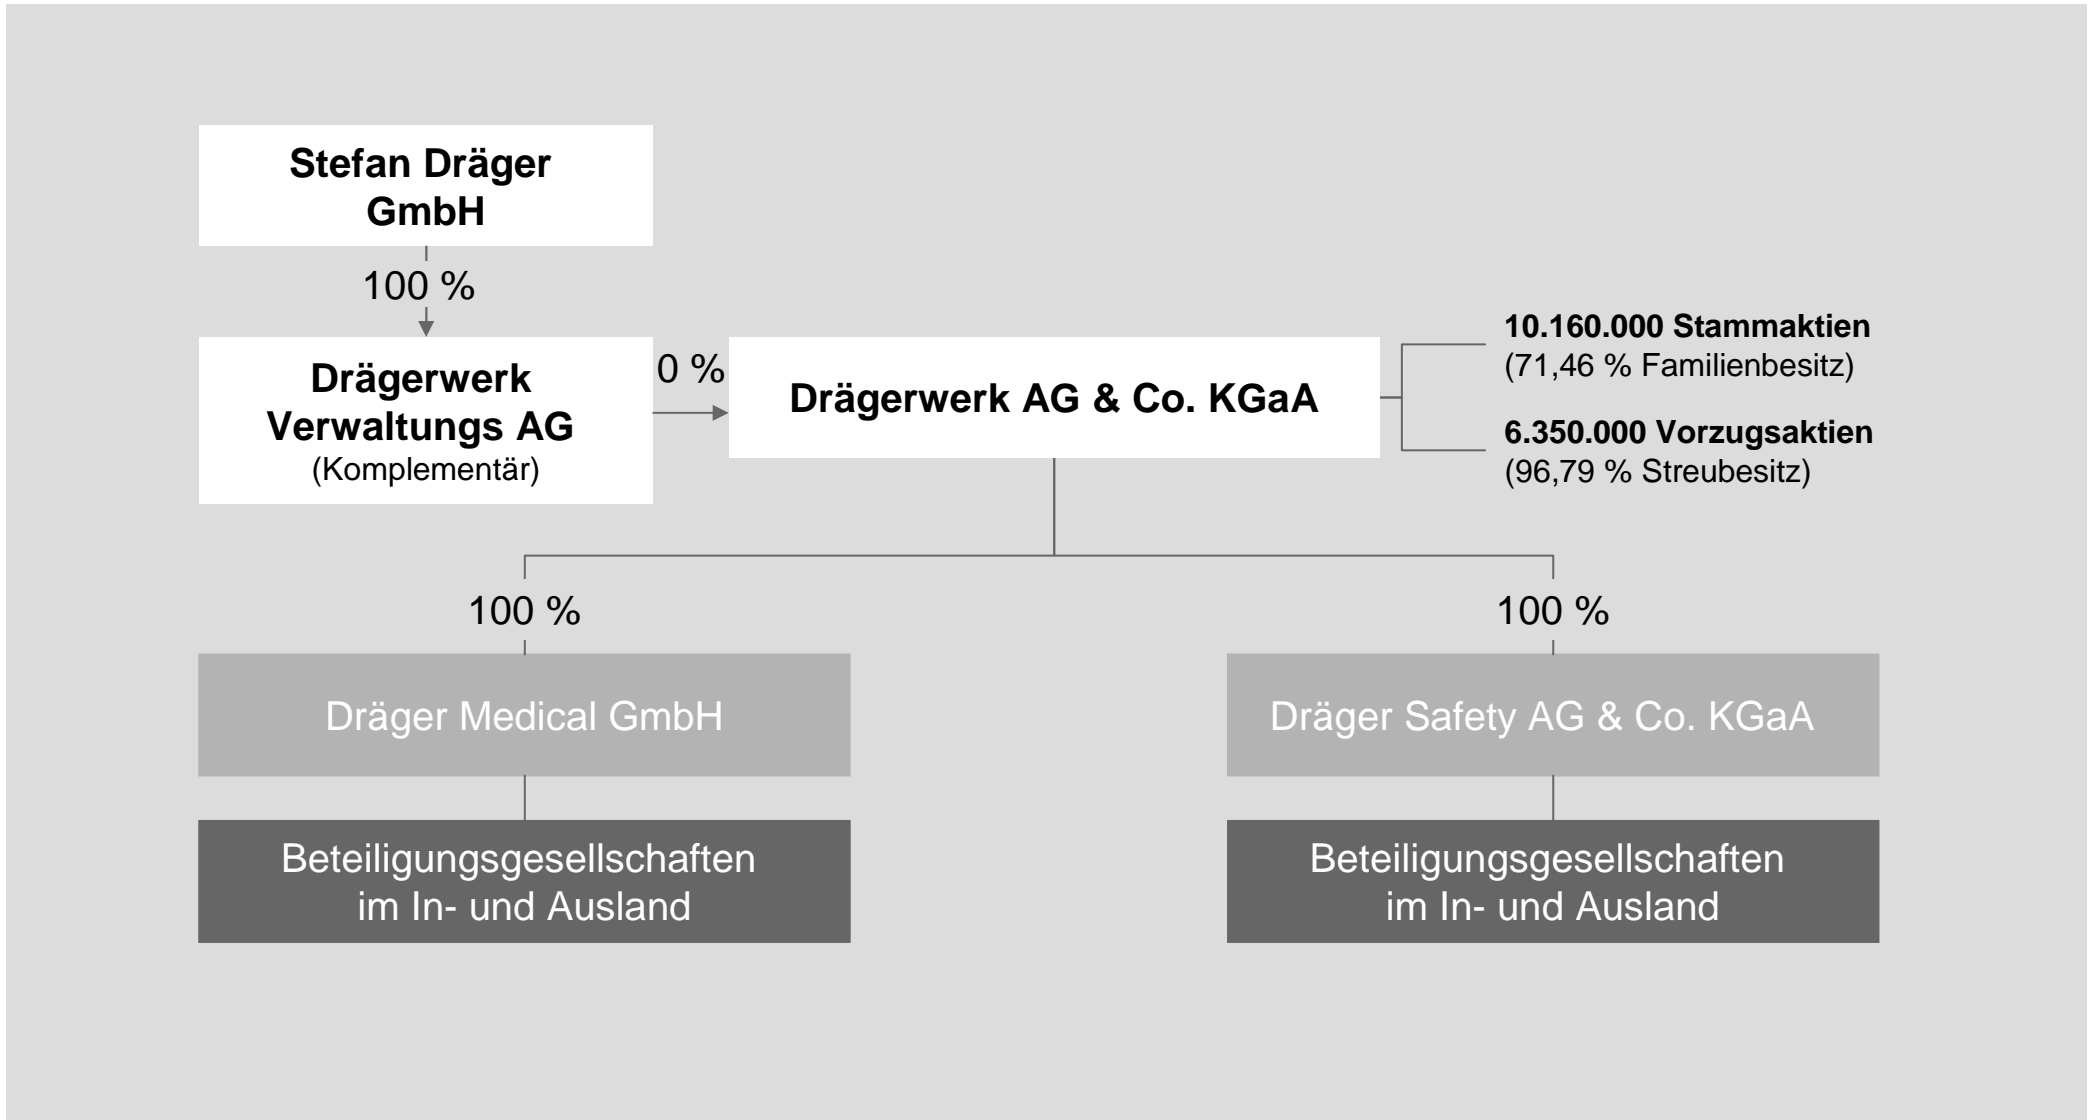 Stefan Dräger
GmbH
100 %
Drägerwerk
Verwaltungs AG
(Komplementär)
0 %
Drägerwerk AG & Co. KGaA
10.160.000 Stammaktien
(71,46 % Familienbesitz)
6.350.000 Vorzugsaktien
(96,79 % Streubesitz)
100 %
100 %
Dräger Medical GmbH
Dräger Safety AG & Co. KGaA
Beteiligungsgesellschaften
im In- und Ausland
Beteiligungsgesellschaften
im In- und Ausland